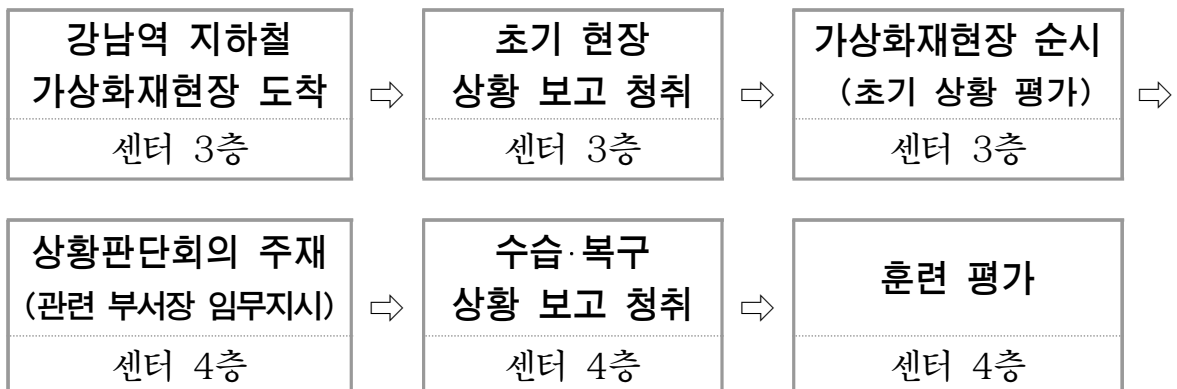 강남역 지하철
가상화재현장 도착
센터 3층
⇨
초기 현장
상황 보고 청취
센터 3층
⇨
가상화재현장 순시
(초기 상황 평가)
센터 3층
⇨
상황판단회의 주재
(관련 부서장 임무지시)
센터 4층
⇨
수습·복구
상황 보고 청취
센터 4층
⇨
훈련 평가
센터 4층